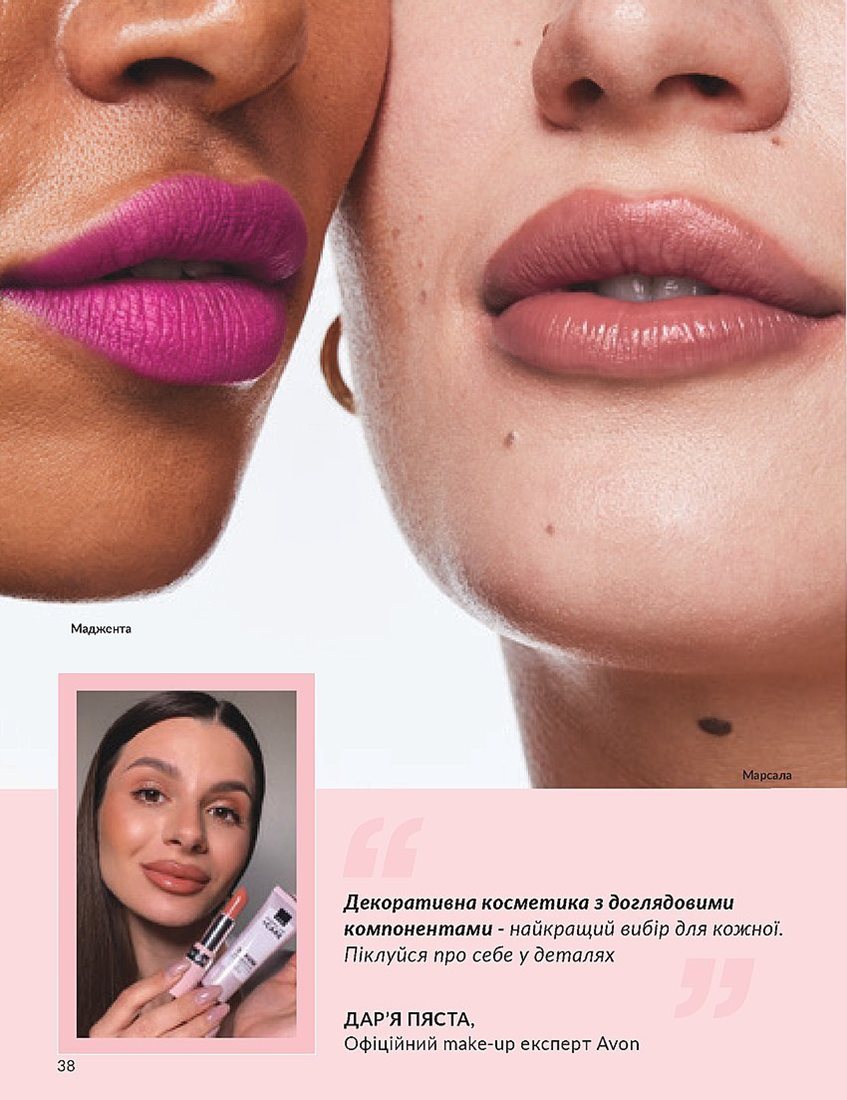 Маджента
Марсала
Декоративна косметика з доглядовими
компонентами - найкращий вибір для кожної.
Піклуйся про себе у деталях
ДАР’Я ПЯСТА,
Офіційний make-up експерт Avon
38